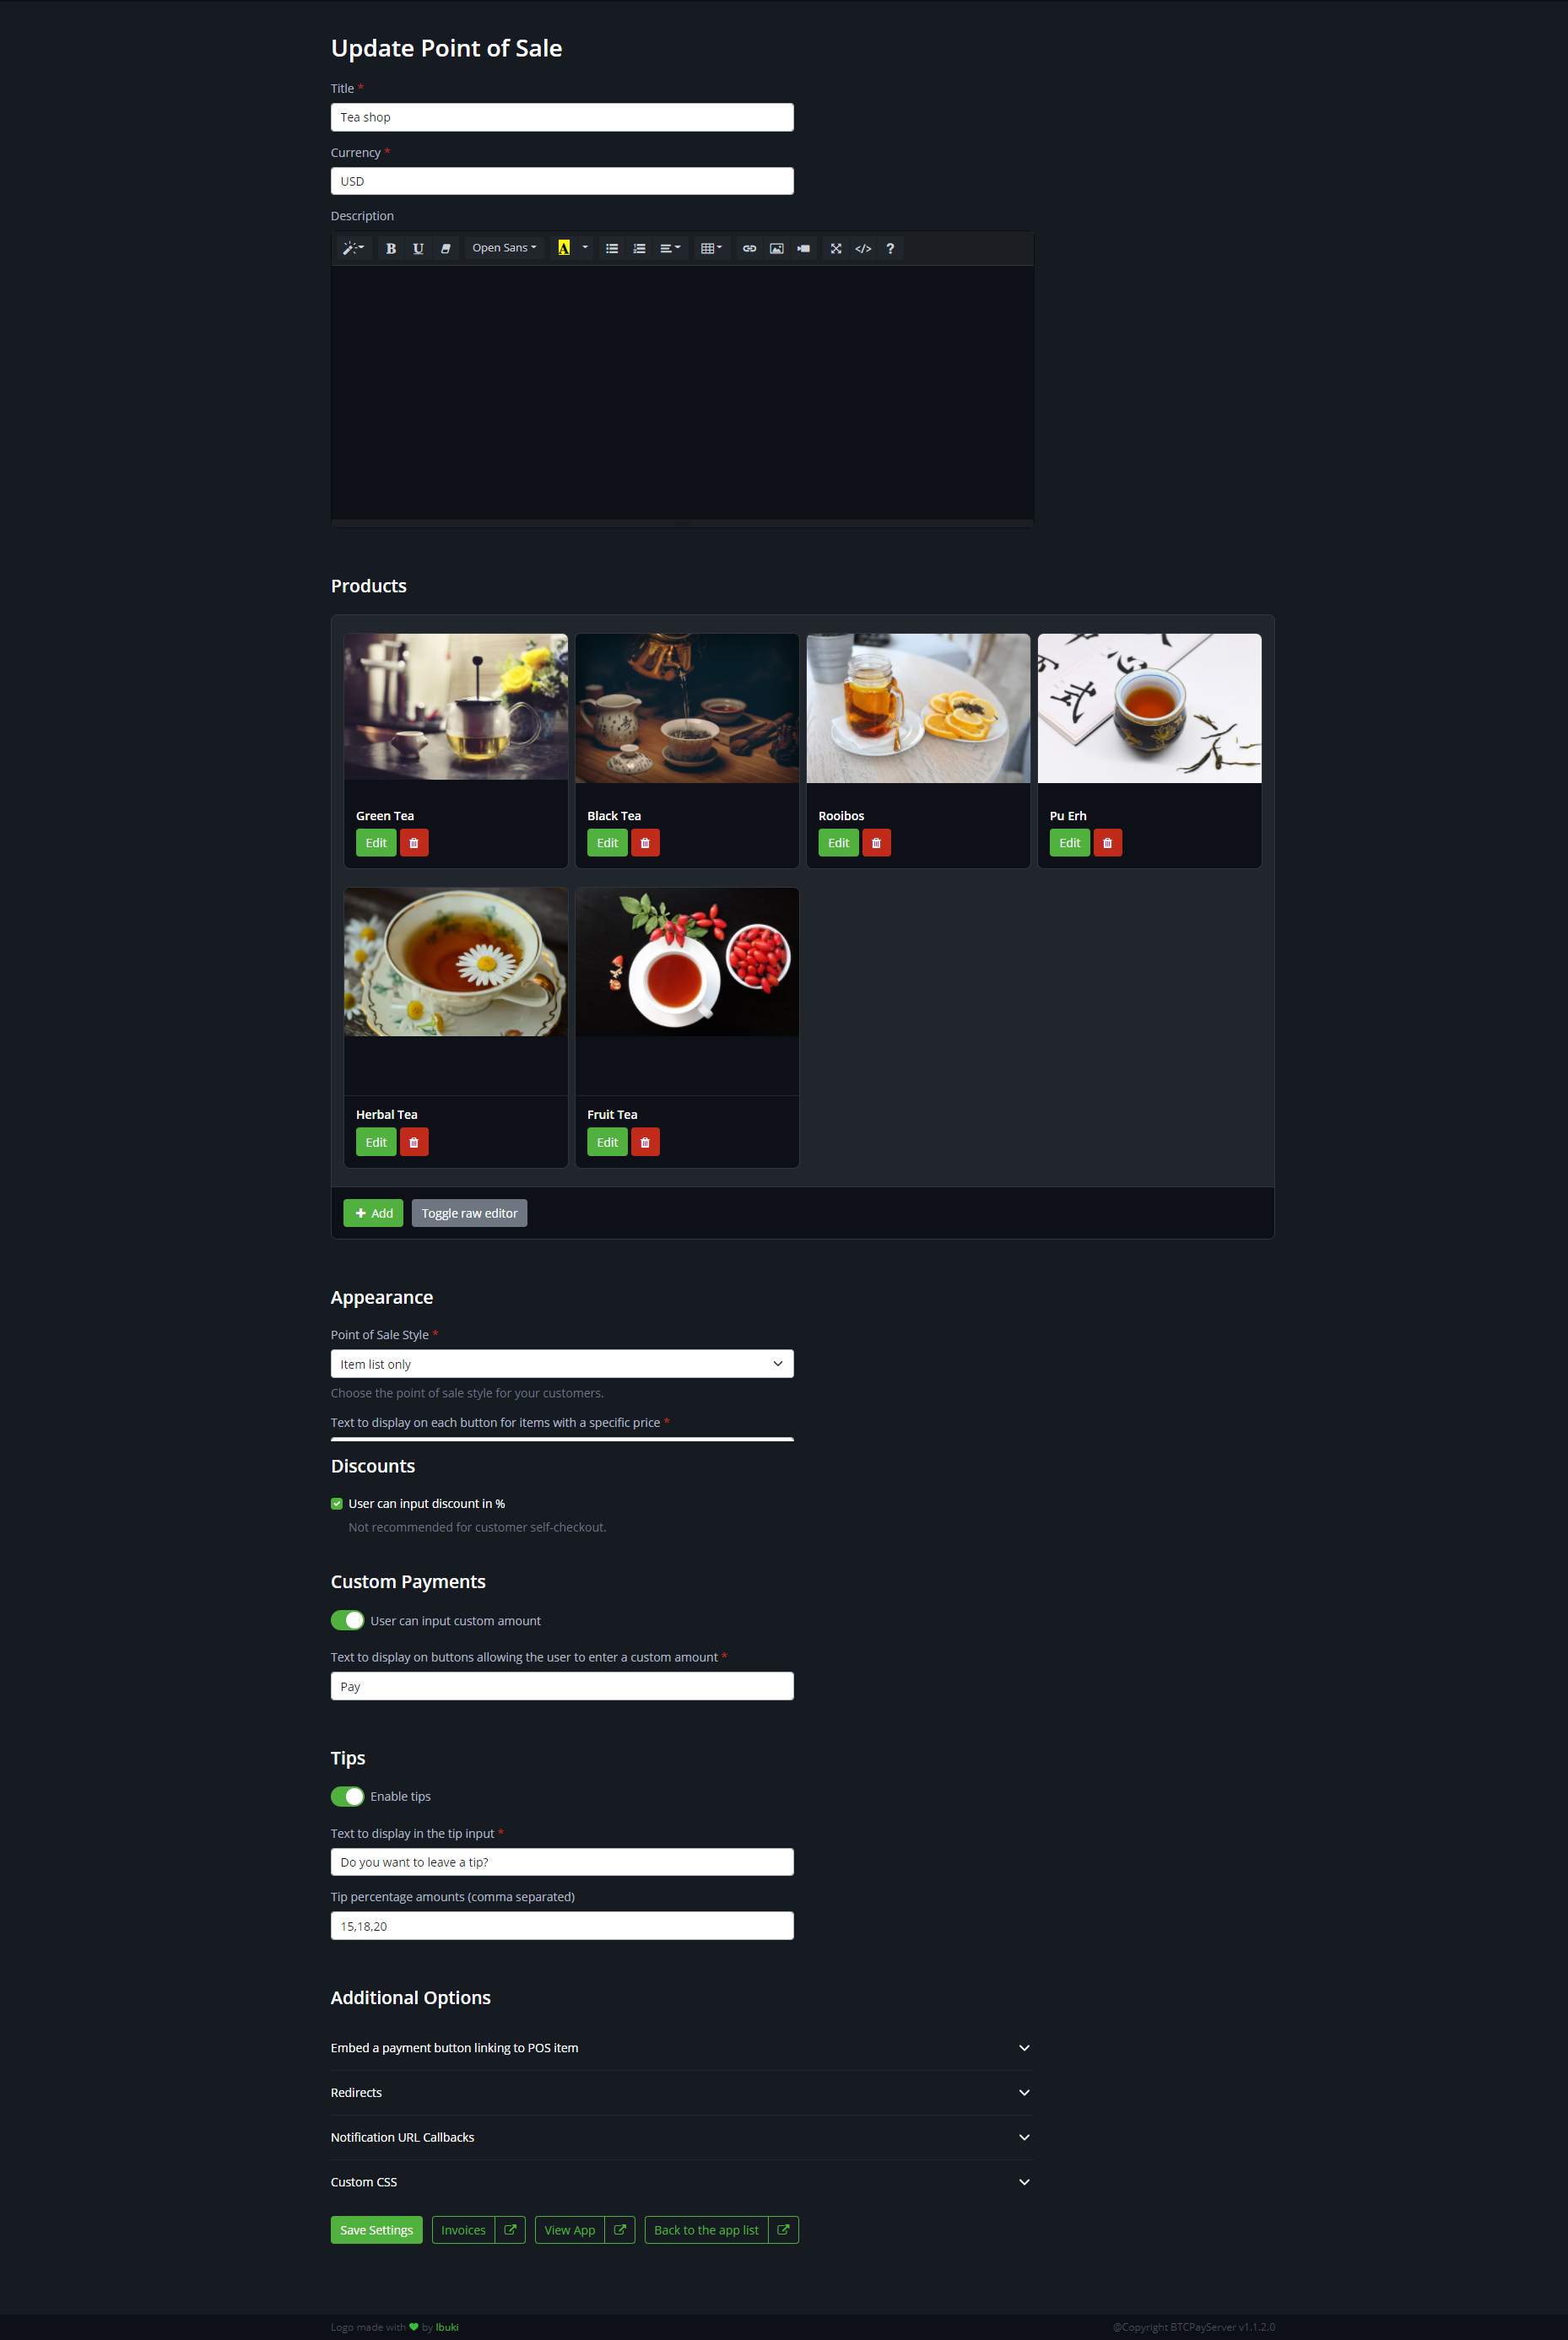 Update Point of Sale
Title *
Tea shop
Currency *
USD
Description
B U Open Sans A </> ?
Products
Green Tea
Edit
Black Tea
Edit
Rooibos
Edit
Pu Erh
Edit
Herbal Tea
Edit
Fruit Tea
Edit
Add Toggle raw editor
Appearance
Point of Sale Style *
Item list only
Choose the point of sale style for your customers.
Text to display on each button for items with a specific price *
Discounts
User can input discount in %
Not recommended for customer self-checkout.
Custom Payments
User can input custom amount
Text to display on buttons allowing the user to enter a custom amount *
Pay
Tips
Enable tips
Text to display in the tip input *
Do you want to leave a tip?
Tip percentage amounts (comma separated)
15,18,20
Additional Options
Embed a payment button linking to POS item
Redirects
Notification URL Callbacks
Custom CSS
Save Settings Invoices View App Back to the app list
Logo made with ♥ by Ibuki
@Copyright BTCPayServer v1.1.2.0